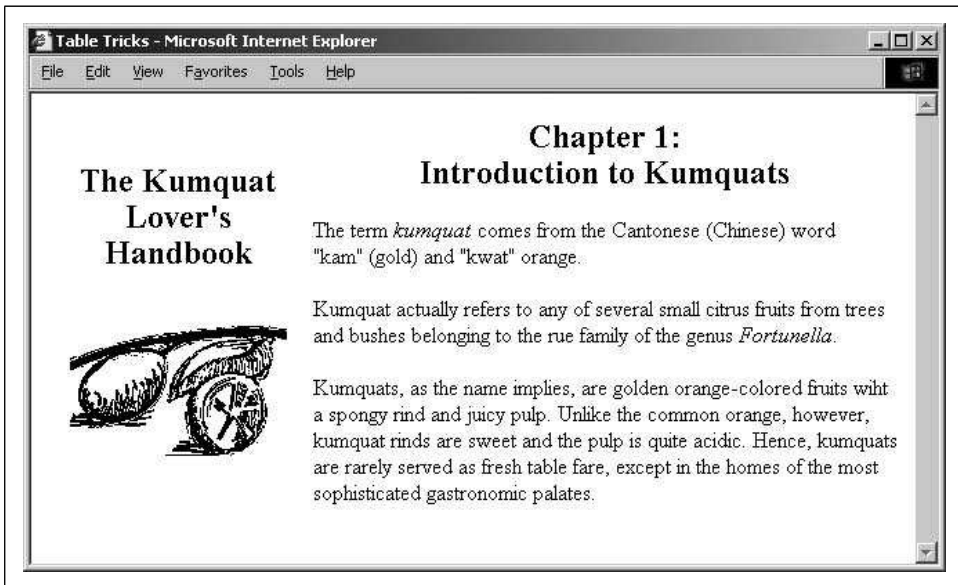 Table Tricks - Microsoft Internet Explorer
File Edit View Favorites Tools Help
The Kumquat
Lover's
Handbook
Chapter 1:
Introduction to Kumquats
The term kumquat comes from the Cantonese (Chinese) word
"kam" (gold) and "kwat" orange.
Kumquat actually refers to any of several small citrus fruits from trees
and bushes belonging to the rue family of the genus Fortunella.
Kumquats, as the name implies, are golden orange-colored fruits wiht
a spongy rind and juicy pulp. Unlike the common orange, however,
kumquat rinds are sweet and the pulp is quite acidic. Hence, kumquats
are rarely served as fresh table fare, except in the homes of the most
sophisticated gastronomic palates.